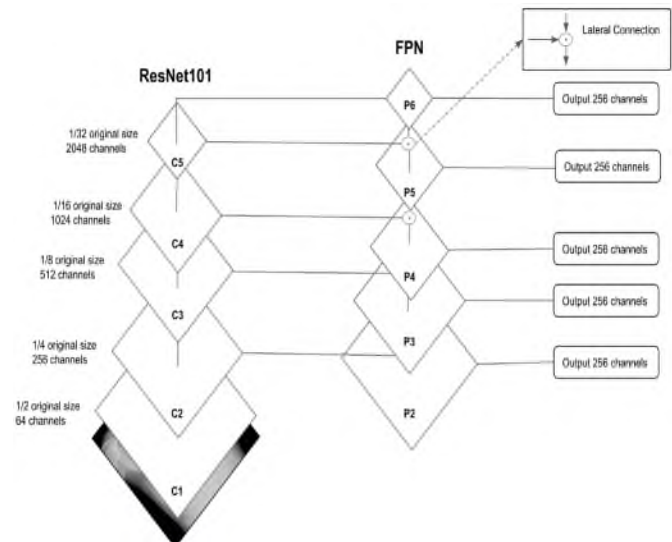 Lateral Connection
FPN
ResNet101
P6
Output 256 channels
1/32 original size
2048 channels
C5
P5
Output 256 channels
1/16 original size
1024 channels
C4
P4
Output 256 channels
1/8 original size
512 channels
C3
P3
Output 256 channels
1/4 original size
256 channels
C2
P2
Output 256 channels
1/2 original size
64 channels
C1